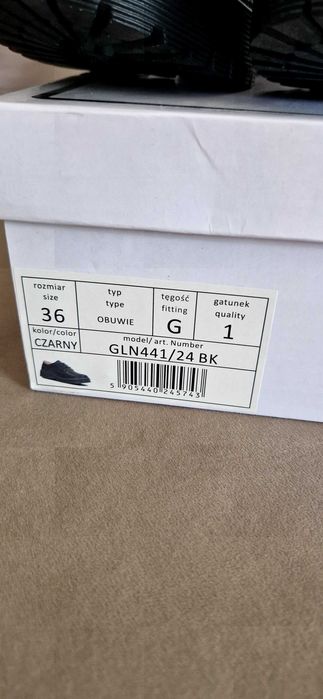 rozmiar
size
36
typ
type
OBUWIE
tęgość
fitting
G
gatunek
quality
1
kolor/color
CZARNY
model/ art. Number
GLN441/24 BK
5 905440 245743